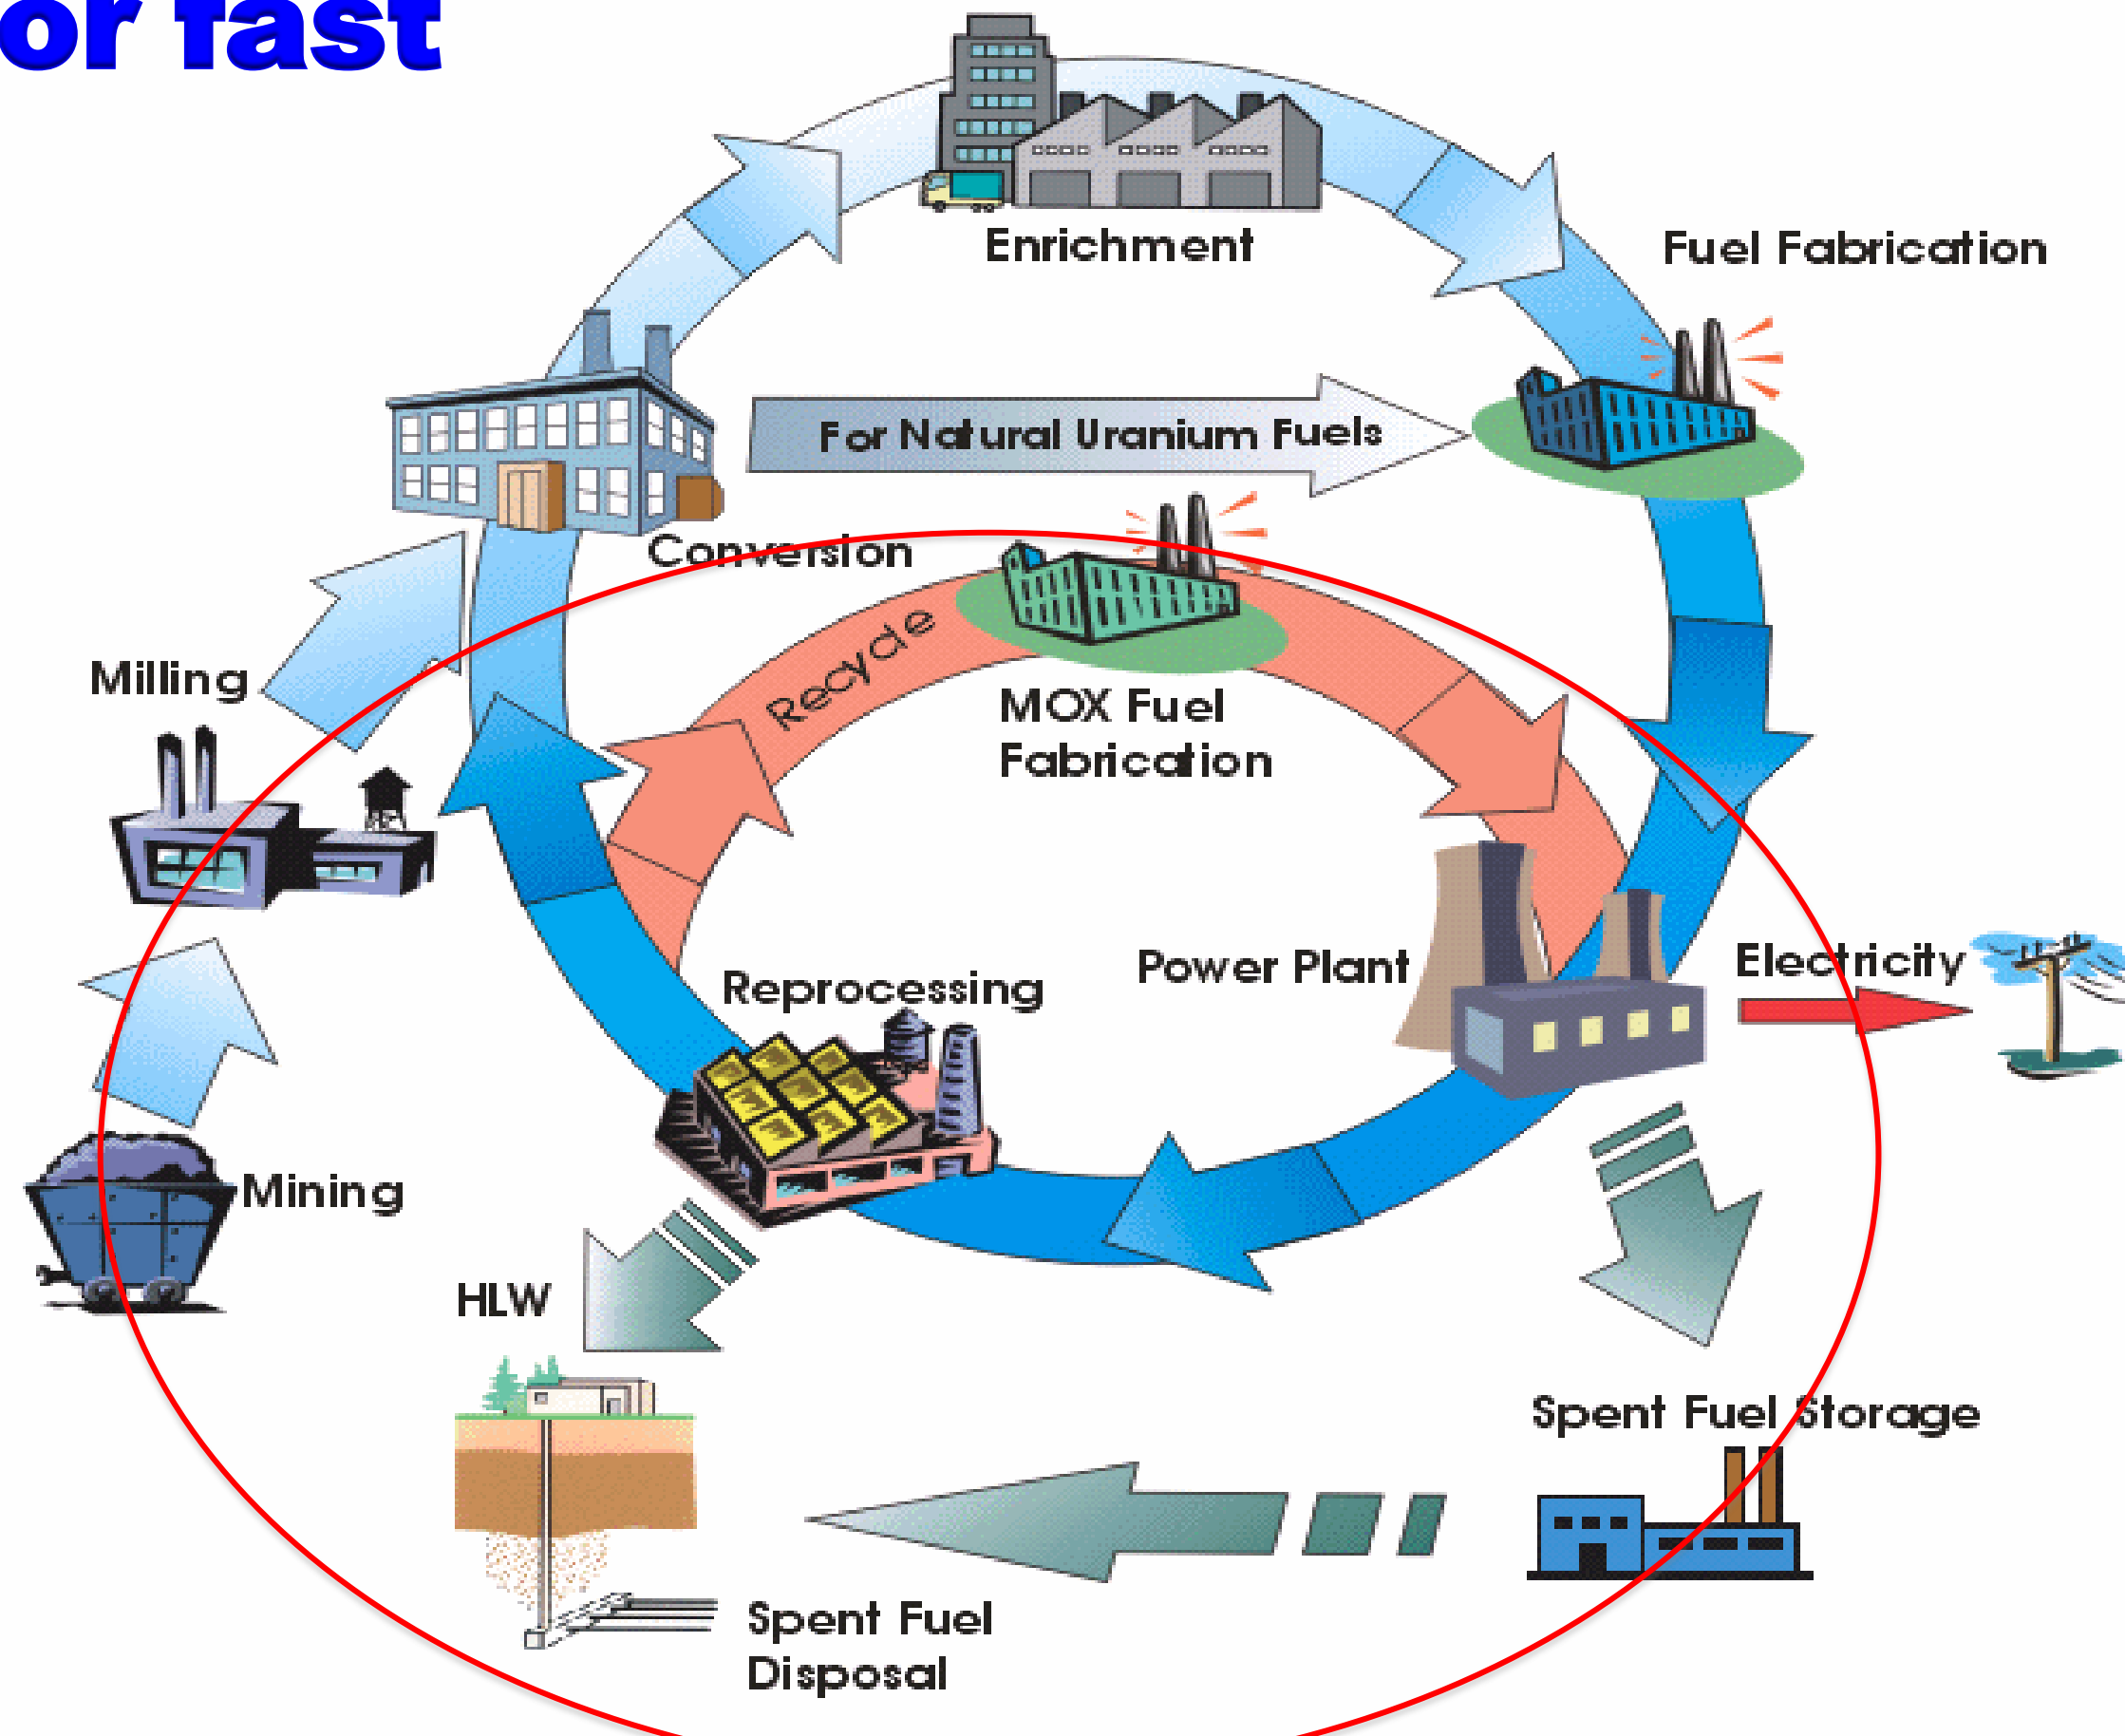 or fast
Enrichment
Fuel Fabrication
For Natural Uranium Fuels
Conversion
Recycle
Milling
MOX Fuel
Fabrication
Reprocessing
Power Plant
Electricity
Mining
HLW
Spent Fuel Storage
Spent Fuel
Disposal